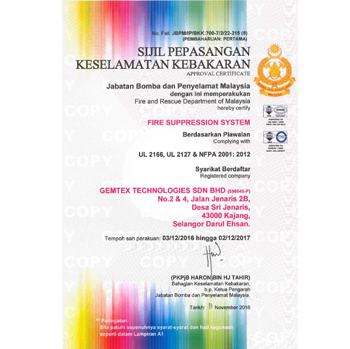 No. Fail: JBPM/IP/BKK:700-7/2/22-215 (8)
(PEMBAHARUAN: PERTAMA)
SIJIL PEPASANGAN
KESELAMATAN KEBAKARAN
APPROVAL CERTIFICATE
Jabatan Bomba dan Penyelamat Malaysia
dengan ini memperakukan
Fire and Rescue Department of Malaysia
hereby certify
FIRE SUPPRESSION SYSTEM
Berdasarkan Piawaian
Complying with
UL 2166, UL 2127 & NFPA 2001: 2012
Syarikat Berdaftar
Registered company
GEMTEX TECHNOLOGIES SDN BHD
No.2 & 4, Jalan Jenaris 2B,
Desa Sri Jenaris,
43000 Kajang,
Selangor Darul Ehsan.
Tempoh sah perakuan: 03/12/2016 hingga 02/12/2017
(PKPjB HARON BIN HJ TAHIR)
Bahagian Keselamatan Kebakaran,
b.p. Ketua Pengarah
Jabatan Bomba dan Penyelamat Malaysia.
Tarikh: 11 November 2016
** Peringatan:
Sila patuhi sepenuhnya syarat-syarat dan had kegunaan
seperti dalam Lampiran A1.
COPY